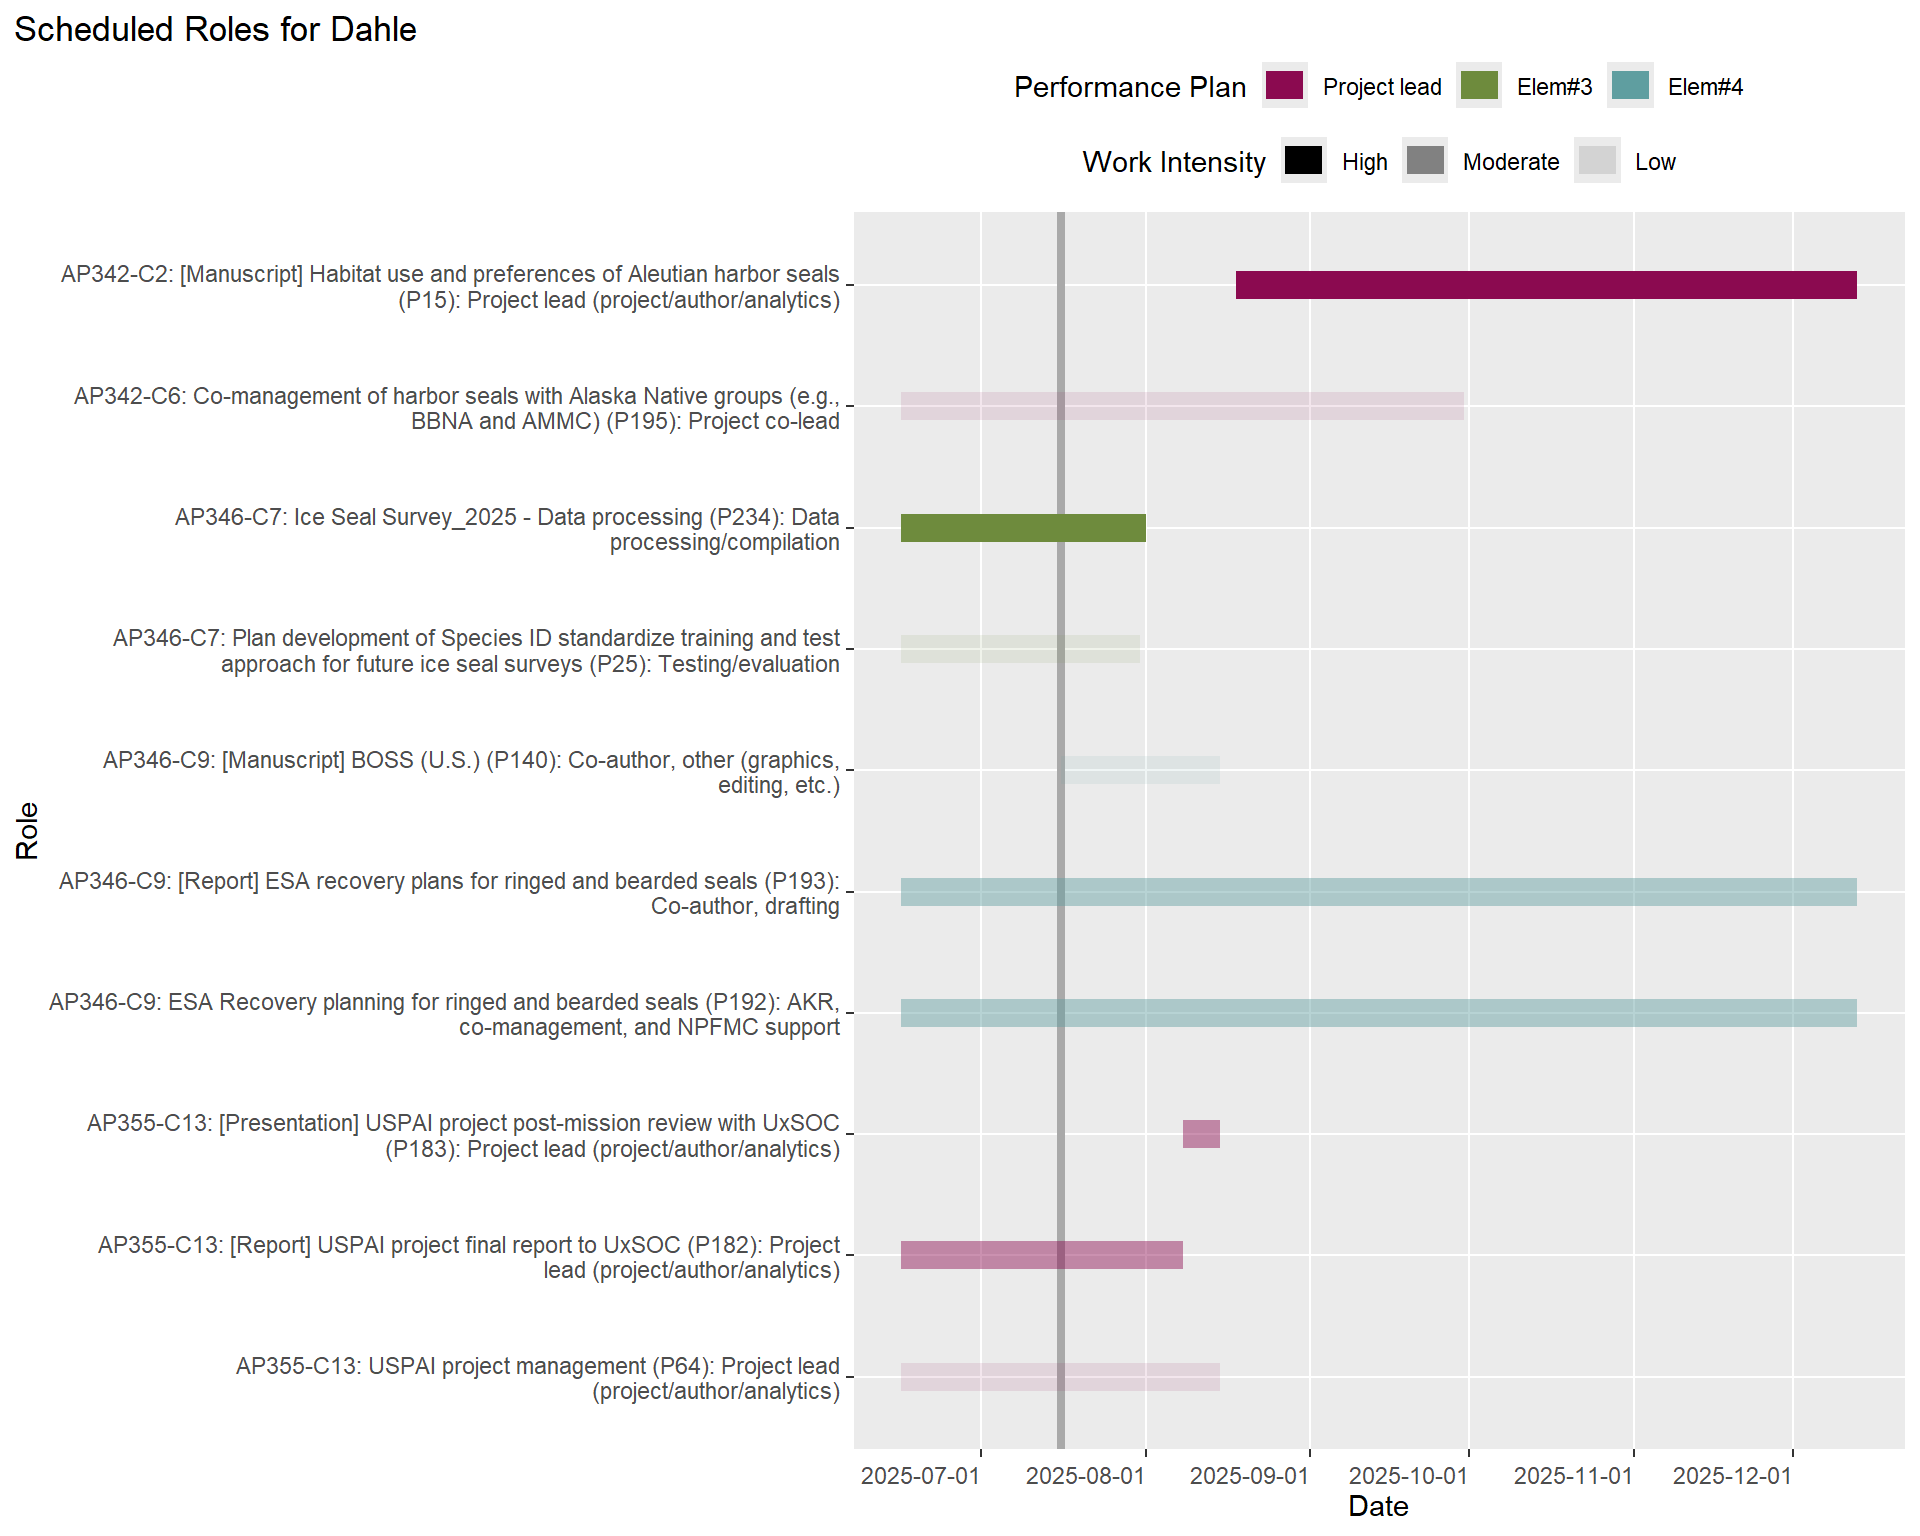 Scheduled Roles for Dahle
Performance Plan Project lead Elem#3 Elem#4
Work Intensity High Moderate Low
AP342-C2: [Manuscript] Habitat use and preferences of Aleutian harbor seals
(P15): Project lead (project/author/analytics)
AP342-C6: Co-management of harbor seals with Alaska Native groups (e.g.,
BBNA and AMMC) (P195): Project co-lead
AP346-C7: Ice Seal Survey_2025 - Data processing (P234): Data
processing/compilation
AP346-C7: Plan development of Species ID standardize training and test
approach for future ice seal surveys (P25): Testing/evaluation
AP346-C9: [Manuscript] BOSS (U.S.) (P140): Co-author, other (graphics,
editing, etc.)
Role
AP346-C9: [Report] ESA recovery plans for ringed and bearded seals (P193):
Co-author, drafting
AP346-C9: ESA Recovery planning for ringed and bearded seals (P192): AKR,
co-management, and NPFMC support
AP355-C13: [Presentation] USPAI project post-mission review with UxSOC
(P183): Project lead (project/author/analytics)
AP355-C13: [Report] USPAI project final report to UxSOC (P182): Project
lead (project/author/analytics)
AP355-C13: USPAI project management (P64): Project lead
(project/author/analytics)
2025-07-01 2025-08-01 2025-09-01 2025-10-01 2025-11-01 2025-12-01
Date